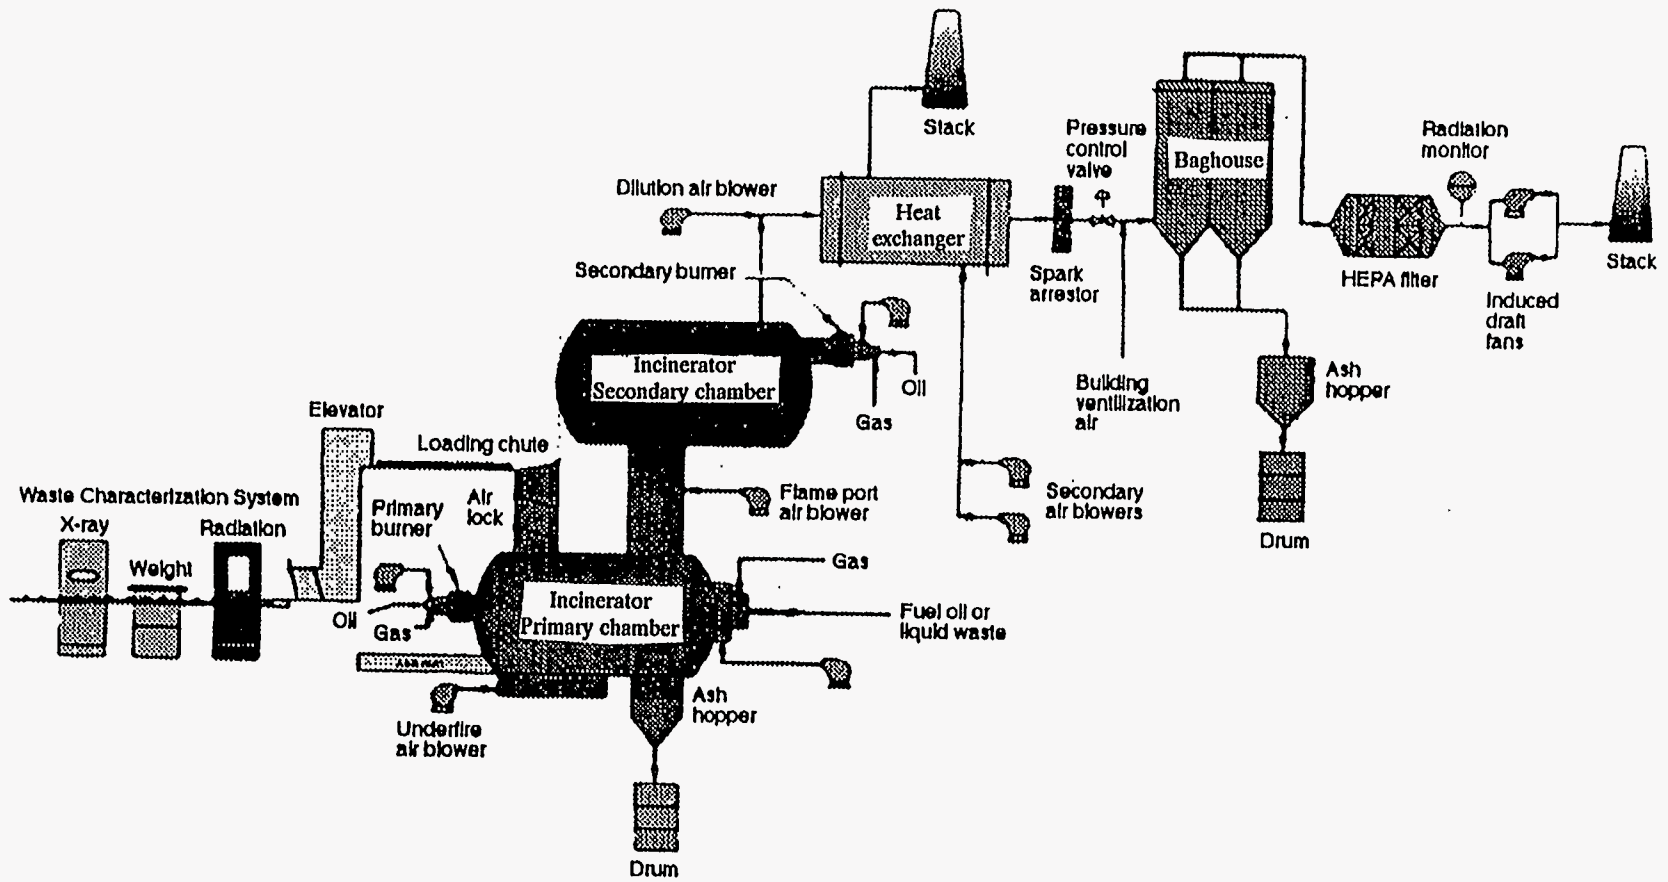 Stack
Pressure
control
valve
Baghouse
Radiation
monitor
Stack
Dilution air blower
Heat
exchanger
Spark
arrestor
HEPA filter
Induced
draft
fans
Secondary burner
Incinerator
Secondary chamber
Oil
Gas
Building
ventilization
air
Ash
hopper
Drum
Elevator
Loading chute
Waste Characterization System
X-ray
Weight
Radiation
Primary
burner
Air
lock
Flame port
air blower
Secondary
air blowers
Gas
Fuel oil or
liquid waste
Oil
Gas
Incinerator
Primary chamber
Underfire
air blower
Ash
hopper
Drum